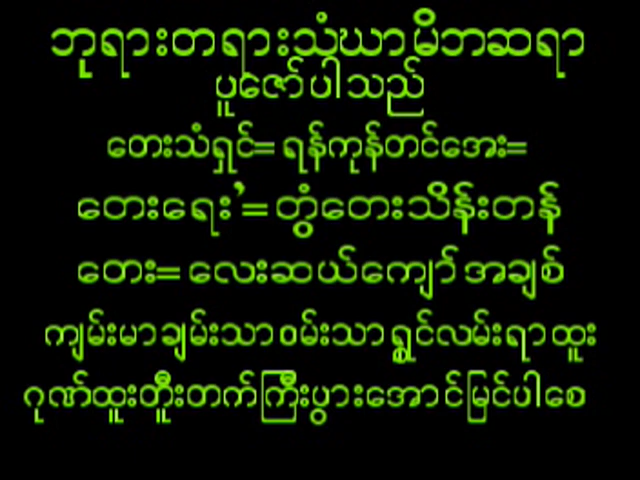 ဘုရားတရားသံဃာမိဘဆရာ
ပူဇော်ပါသည်
တေးသံရှင်= ရန်ကုန်တင်အေး=
တေးရေး’= တွံတေးသိန်းတန်
တေး= လေးဆယ်ကျော်အချစ်
ကျမ်းမာချမ်းသာဝမ်းသာရွှင်လမ်းရာထူး
ဂုဏ်ထူးတိူးတက်ကြီးပွားအောင်မြင်ပါစေ